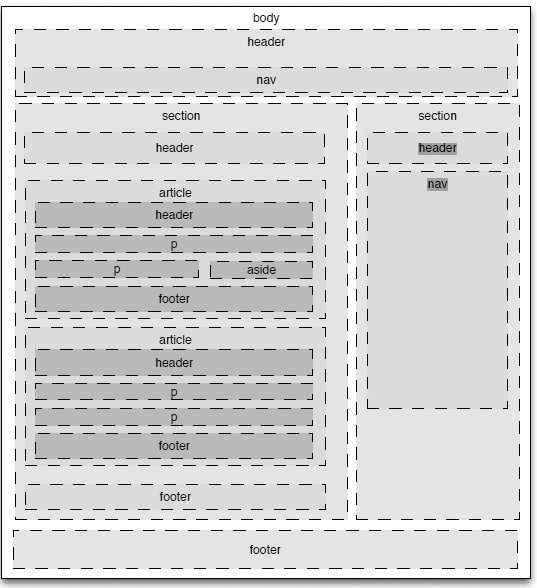 body
header
nav
section
header
article
header
p
p
aside
footer
article
header
p
p
footer
footer
section
header
nav
footer